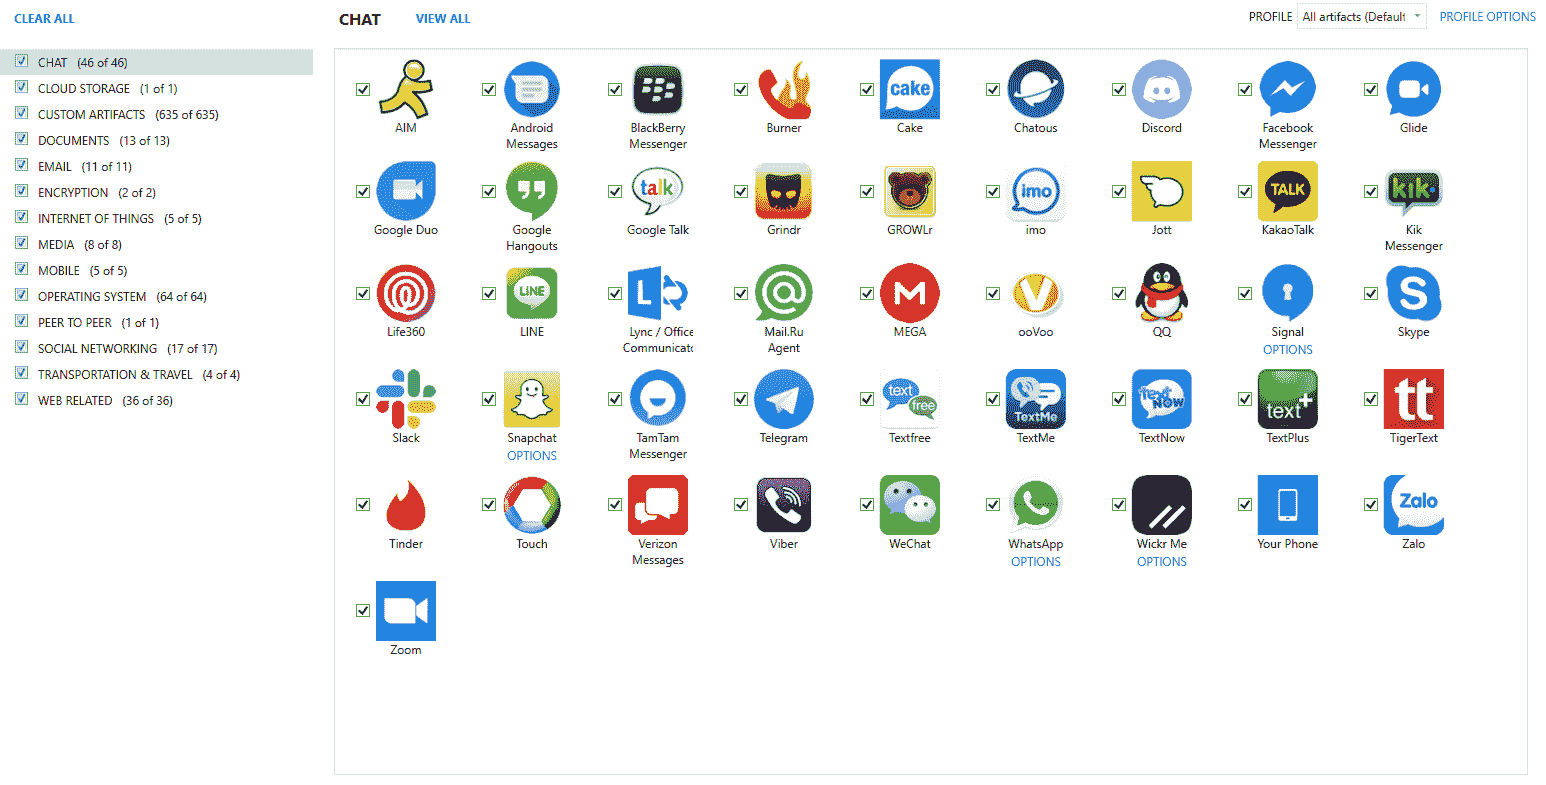 CLEAR ALL
CHAT VIEW ALL
PROFILE All artifacts (Defaul PROFILE OPTIONS
CHAT (46 of 46)
CLOUD STORAGE (1 of 1)
CUSTOM ARTIFACTS (635 of 635)
DOCUMENTS (13 of 13)
EMAIL (11 of 11)
ENCRYPTION (2 of 2)
INTERNET OF THINGS (5 of 5)
MEDIA (8 of 8)
MOBILE (5 of 5)
OPERATING SYSTEM (64 of 64)
PEER TO PEER (1 of 1)
SOCIAL NETWORKING (17 of 17)
TRANSPORTATION & TRAVEL (4 of 4)
WEB RELATED (36 of 36)
cake
AIM Android BlackBerry Burner Cake Chatous Discord Facebook Glide
Messages Messenger Messenger
talk imo TALK kik
Google Duo Google Google Talk Grindr GROWLr imo Jott KakaoTalk Kik
Hangouts Messenger
LINE L M V S
Life360 LINE Lync / Office Mail.Ru MEGA ooVoo QQ Signal Skype
Communicato Agent OPTIONS
text free TextMe Text NOW text+ tt
Slack Snapchat TamTam Telegram Textfree TextMe TextNow TextPlus TigerText
OPTIONS Messenger
Zalo
Tinder Touch Verizon Viber WeChat WhatsApp Wickr Me Your Phone Zalo
Messages OPTIONS OPTIONS
Zoom